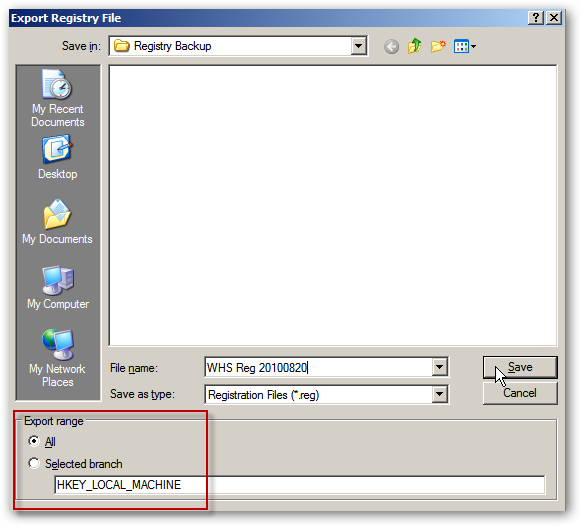 Export Registry File
Save in:
Registry Backup
My Recent
Documents
Desktop
My Documents
My Computer
My Network
Places
File name:
WHS Reg 20100820
Save
Save as type:
Registration Files (*.reg)
Cancel
Export range
All
Selected branch
HKEY_LOCAL_MACHINE